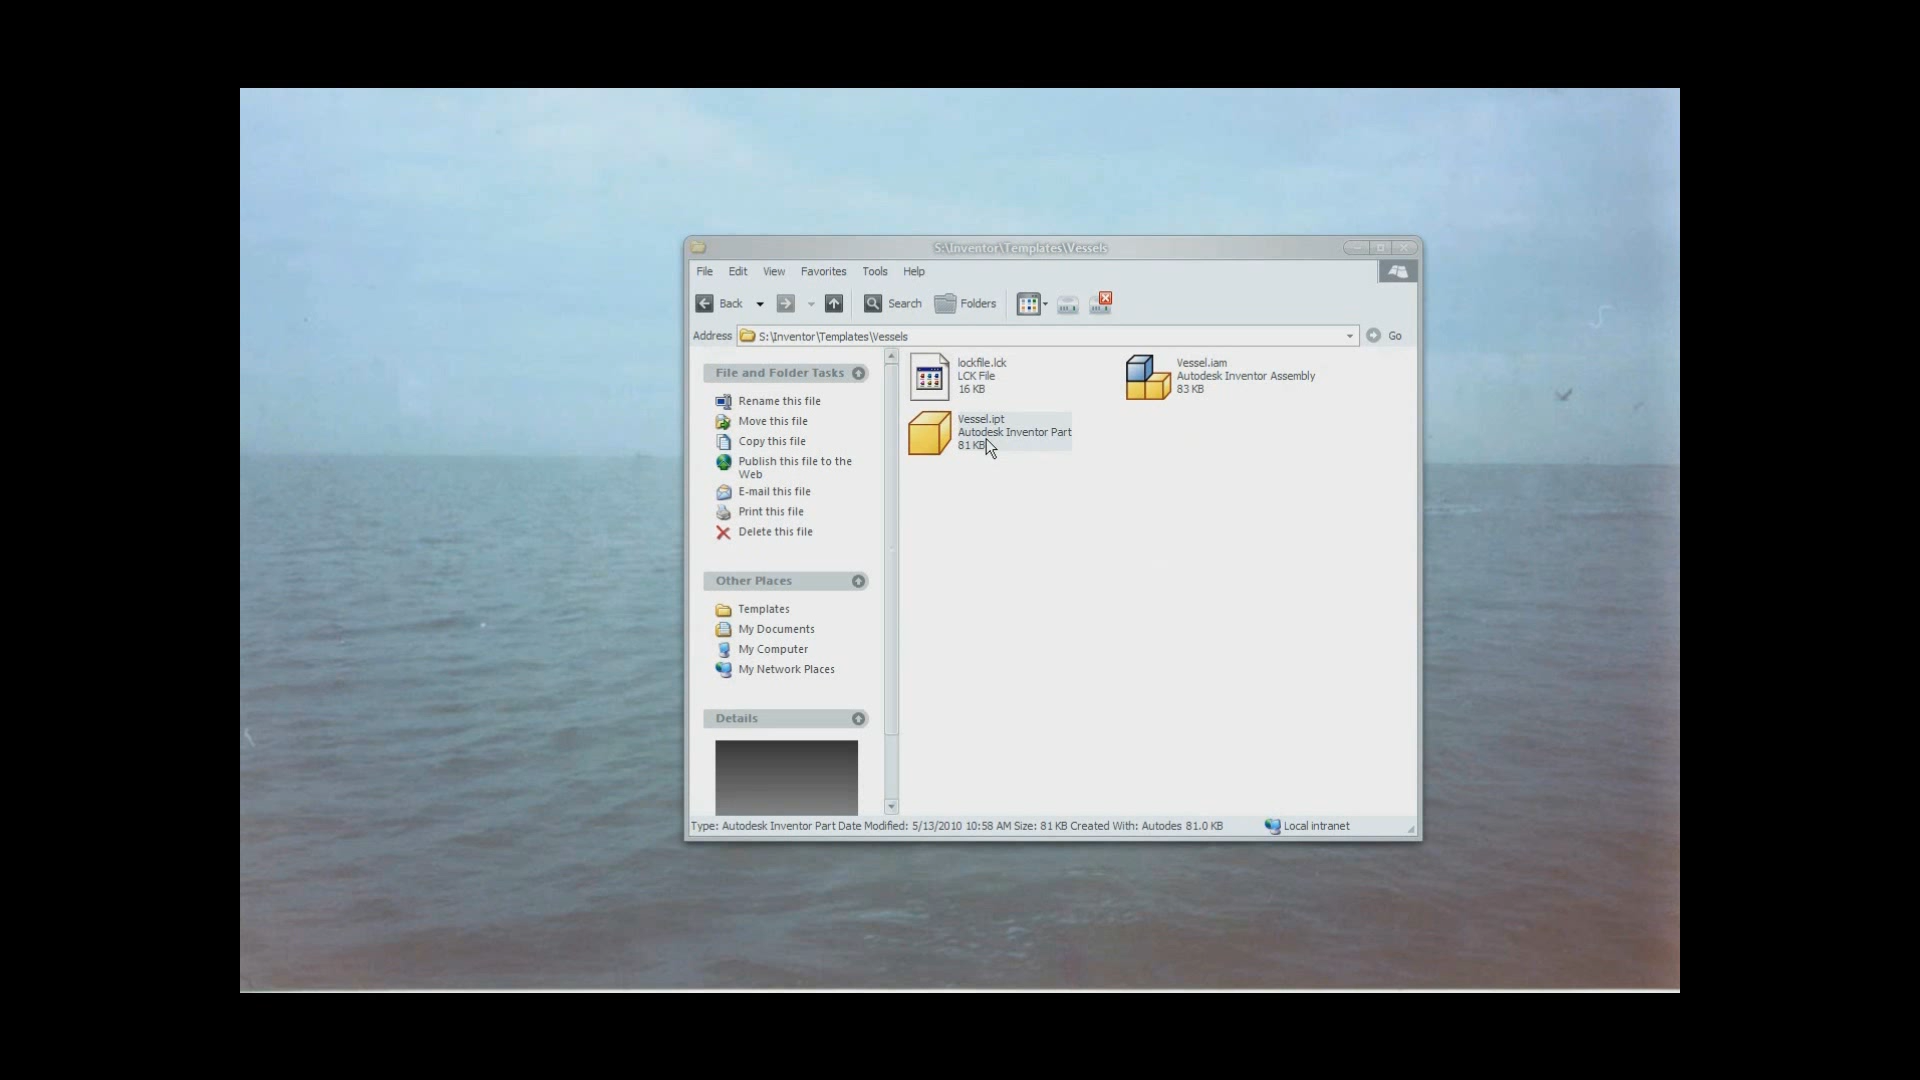 S:\Inventor\Templates\Vessels
File Edit View Favorites Tools Help
Back Search Folders
Address S:\Inventor\Templates\Vessels Go
File and Folder Tasks
Rename this file
Move this file
Copy this file
Publish this file to the
Web
E-mail this file
Print this file
Delete this file
Other Places
Templates
My Documents
My Computer
My Network Places
Details
lockfile.lck
LCK File
16 KB
Vessel.iam
Autodesk Inventor Assembly
83 KB
Vessel.ipt
Autodesk Inventor Part
81 KB
Type: Autodesk Inventor Part Date Modified: 5/13/2010 10:58 AM Size: 81 KB Created With: Autodes 81.0 KB Local intranet